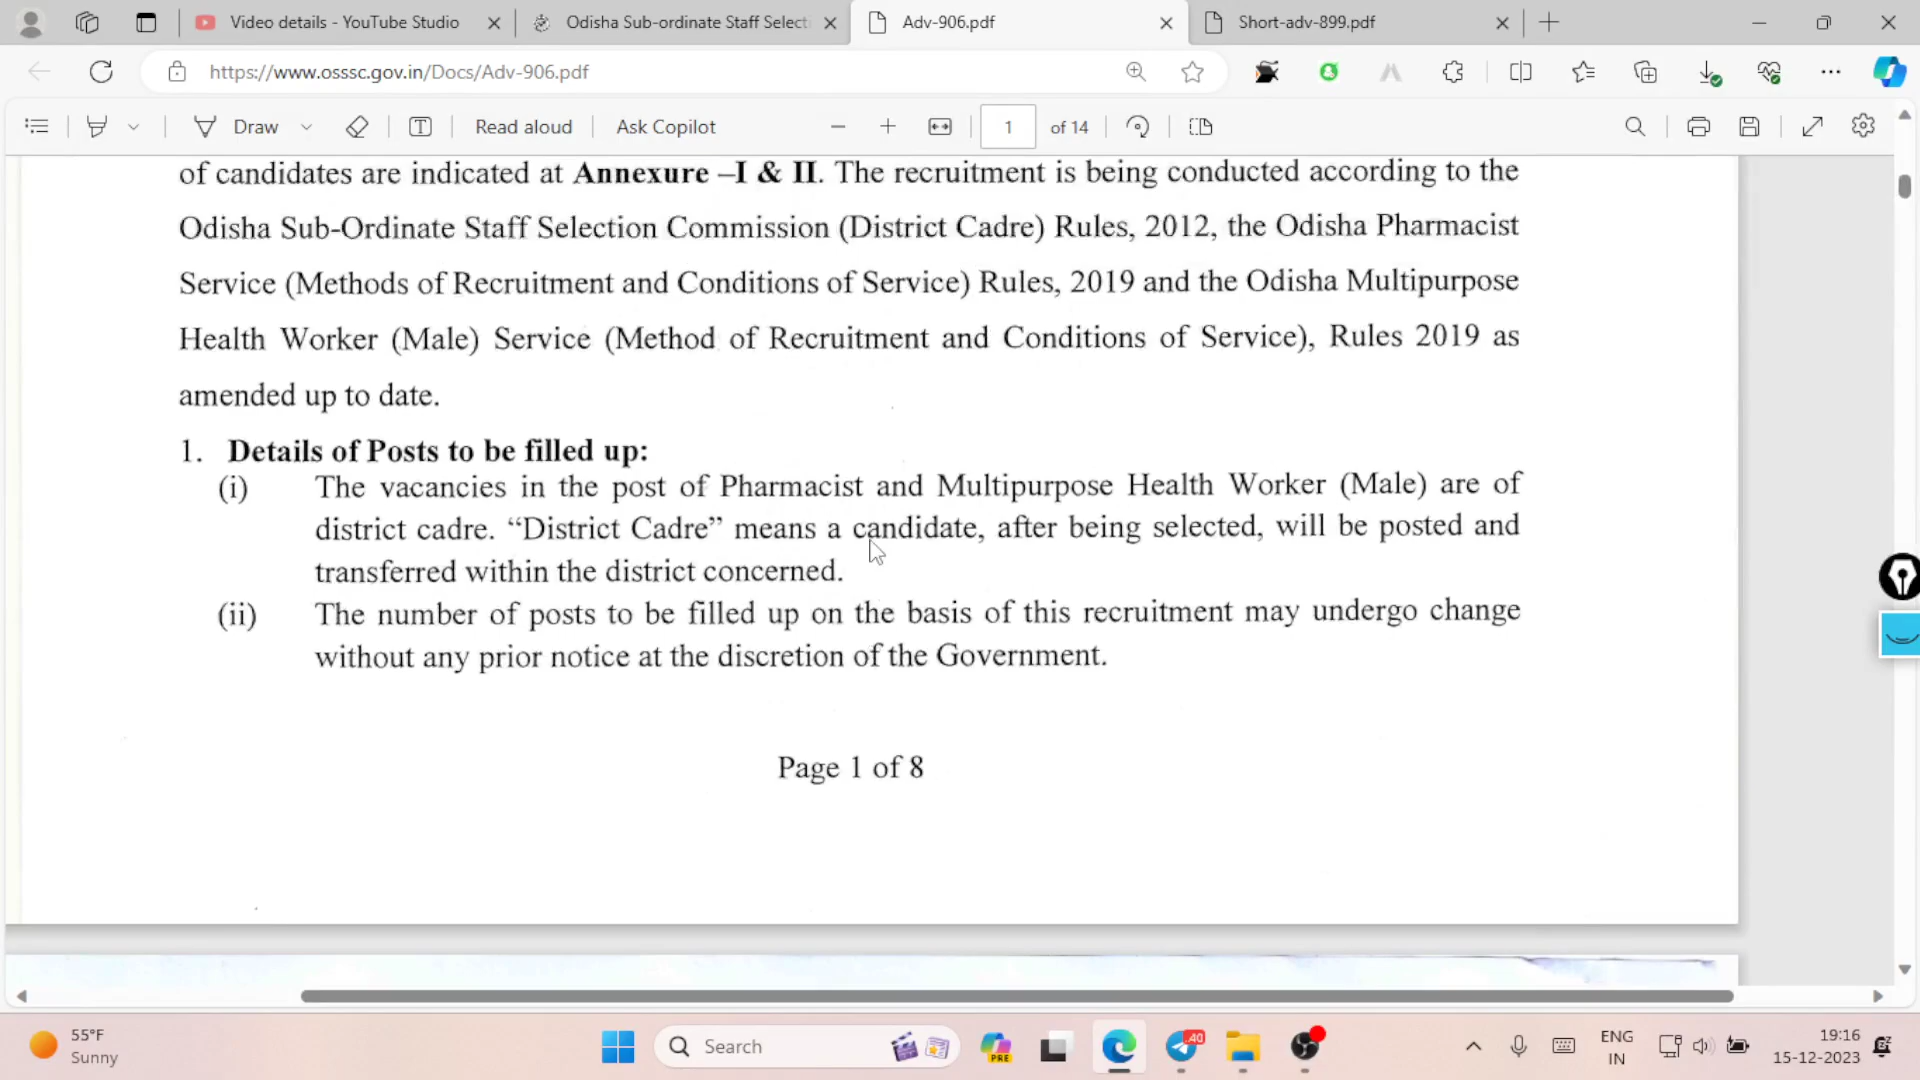 Video details - YouTube Studio
Odisha Sub-ordinate Staff Select
Adv-906.pdf
Short-adv-899.pdf
https://www.osssc.gov.in/Docs/Adv-906.pdf
Draw
Read aloud
Ask Copilot
1 of 14
of candidates are indicated at Annexure –I & II. The recruitment is being conducted according to the
Odisha Sub-Ordinate Staff Selection Commission (District Cadre) Rules, 2012, the Odisha Pharmacist
Service (Methods of Recruitment and Conditions of Service) Rules, 2019 and the Odisha Multipurpose
Health Worker (Male) Service (Method of Recruitment and Conditions of Service), Rules 2019 as
amended up to date.
1. Details of Posts to be filled up:
(i) The vacancies in the post of Pharmacist and Multipurpose Health Worker (Male) are of
district cadre. “District Cadre” means a candidate, after being selected, will be posted and
transferred within the district concerned.
(ii) The number of posts to be filled up on the basis of this recruitment may undergo change
without any prior notice at the discretion of the Government.
Page 1 of 8
55°F
Sunny
Search
PRE
40
ENG
IN
19:16
15-12-2023